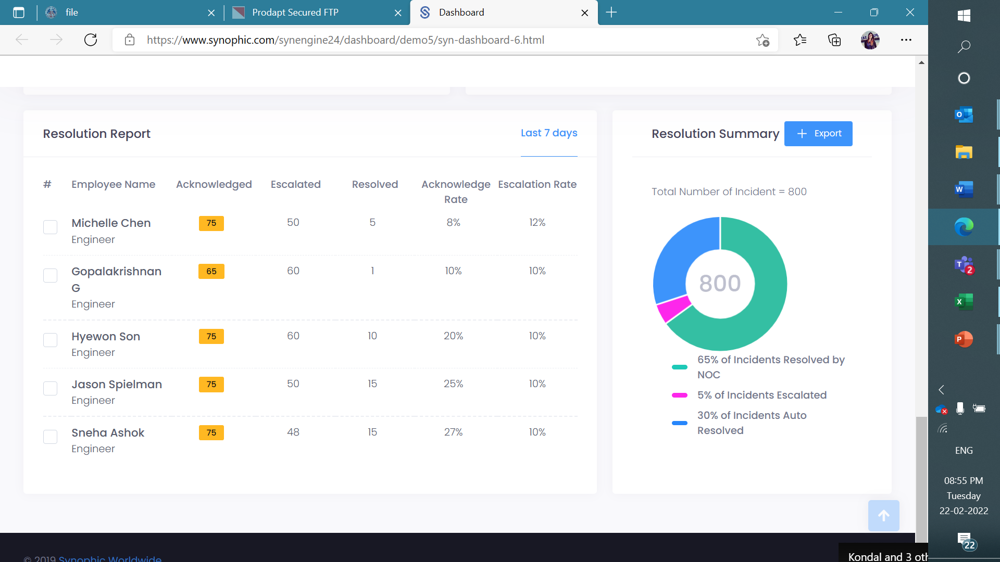 file
Prodapt Secured FTP
Dashboard
https://www.synophic.com/synengine24/dashboard/demo5/syn-dashboard-6.html
Resolution Report
Last 7 days
# Employee Name Acknowledged Escalated Resolved Acknowledge Rate Escalation Rate
Michelle Chen 75 50 5 8% 12%
Engineer
Gopalakrishnan 65 60 1 10% 10%
G
Engineer
Hyewon Son 75 60 10 20% 10%
Engineer
Jason Spielman 75 50 15 25% 10%
Engineer
Sneha Ashok 75 48 15 27% 10%
Engineer
Resolution Summary
Export
Total Number of Incident = 800
800
65% of Incidents Resolved by
NOC
5% of Incidents Escalated
30% of Incidents Auto
Resolved
© 2019 Synophic Worldwide
2
ENG
08:55 PM
Tuesday
22-02-2022
22
Kondal and 3 oth